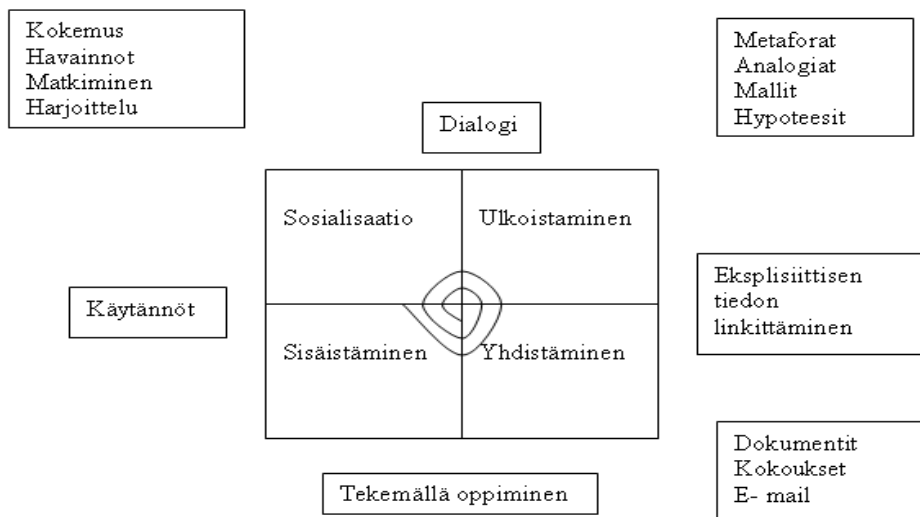 Kokemus
Havainnot
Matkiminen
Harjoittelu
Metaforat
Analogiat
Mallit
Hypoteesit
Dialogi
Sosialisaatio
Ulkoistaminen
Käytännöt
Eksplisiittisen
tiedon
linkittäminen
Sisäistäminen
Yhdistäminen
Dokumentit
Kokoukset
E- mail
Tekemällä oppiminen